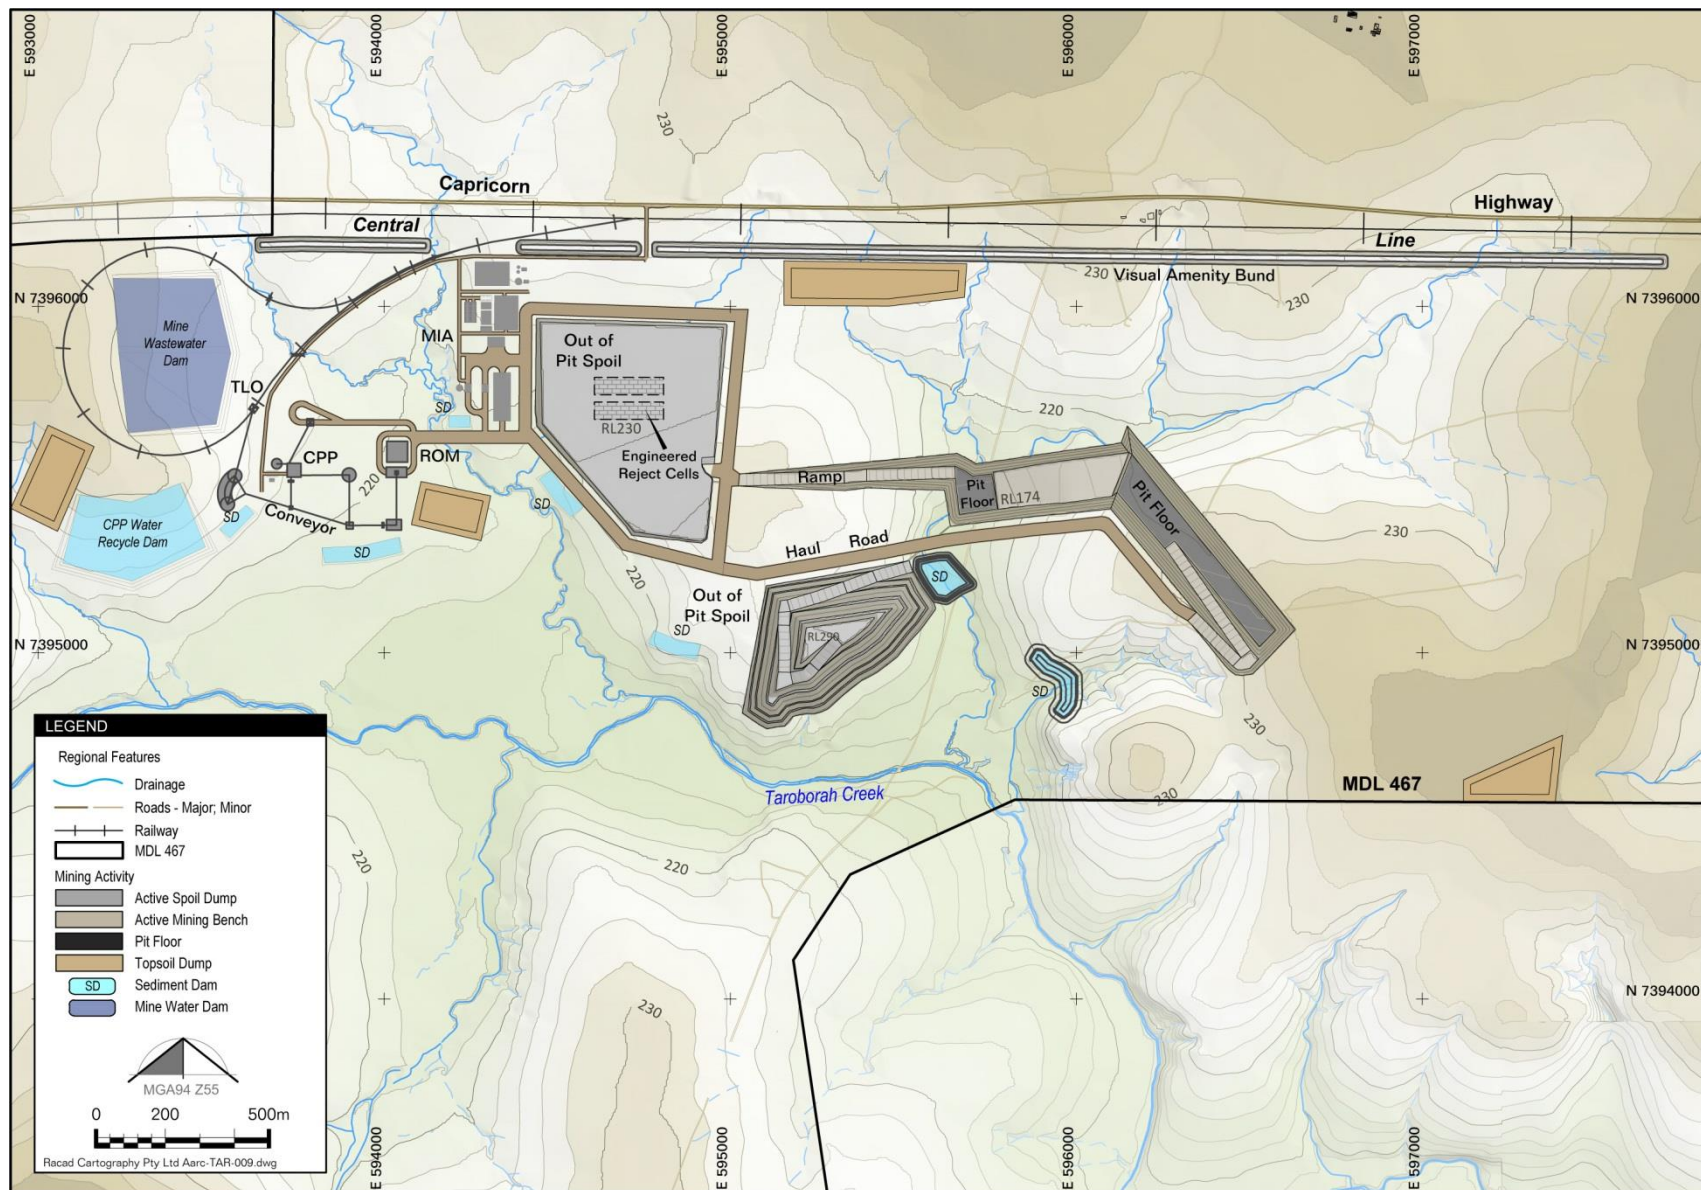 E 593000
E 594000
E 595000
E 596000
E 597000
230
Capricorn
Highway
Central
Line
230
Visual Amenity Bund
230
N 7396000
N 7396000
Mine
Wastewater
Dam
MIA
Out of
Pit Spoil
TLO
RL230
SD
220
220
CPP
ROM
Engineered
Reject Cells
Ramp
Pit
Floor
RL174
Pit Floor
SD
Conveyor
CPP Water
Recycle Dam
SD
SD
230
Haul Road
220
SD
Out of
Pit Spoil
SD
RL290
N 7395000
N 7395000
SD
230
230
MDL 467
Taroborah Creek
220
220
230
N 7394000
E 594000
E 595000
E 596000
E 597000
LEGEND
Regional Features
Drainage
Roads - Major; Minor
Railway
MDL 467
Mining Activity
Active Spoil Dump
Active Mining Bench
Pit Floor
Topsoil Dump
SD Sediment Dam
Mine Water Dam
MGA94 Z55
0 200 500m
Racad Cartography Pty Ltd Aarc-TAR-009.dwg